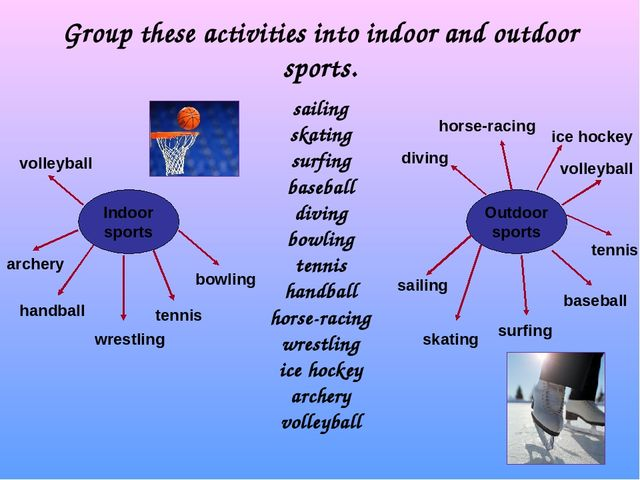 Group these activities into indoor and outdoor
sports.
volleyball
Indoor
sports
archery
handball
wrestling
tennis
bowling
sailing
skating
surfing
baseball
diving
bowling
tennis
handball
horse-racing
wrestling
ice hockey
archery
volleyball
horse-racing
ice hockey
diving
volleyball
Outdoor
sports
tennis
sailing
baseball
surfing
skating